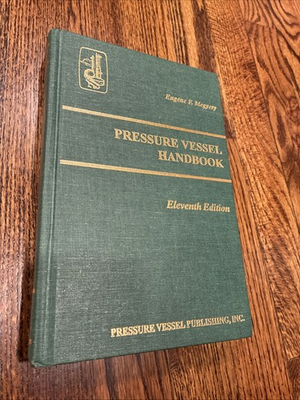 Eugene F. Megyesy
PRESSURE VESSEL
HANDBOOK
Eleventh Edition
PRESSURE VESSEL PUBLISHING, INC.